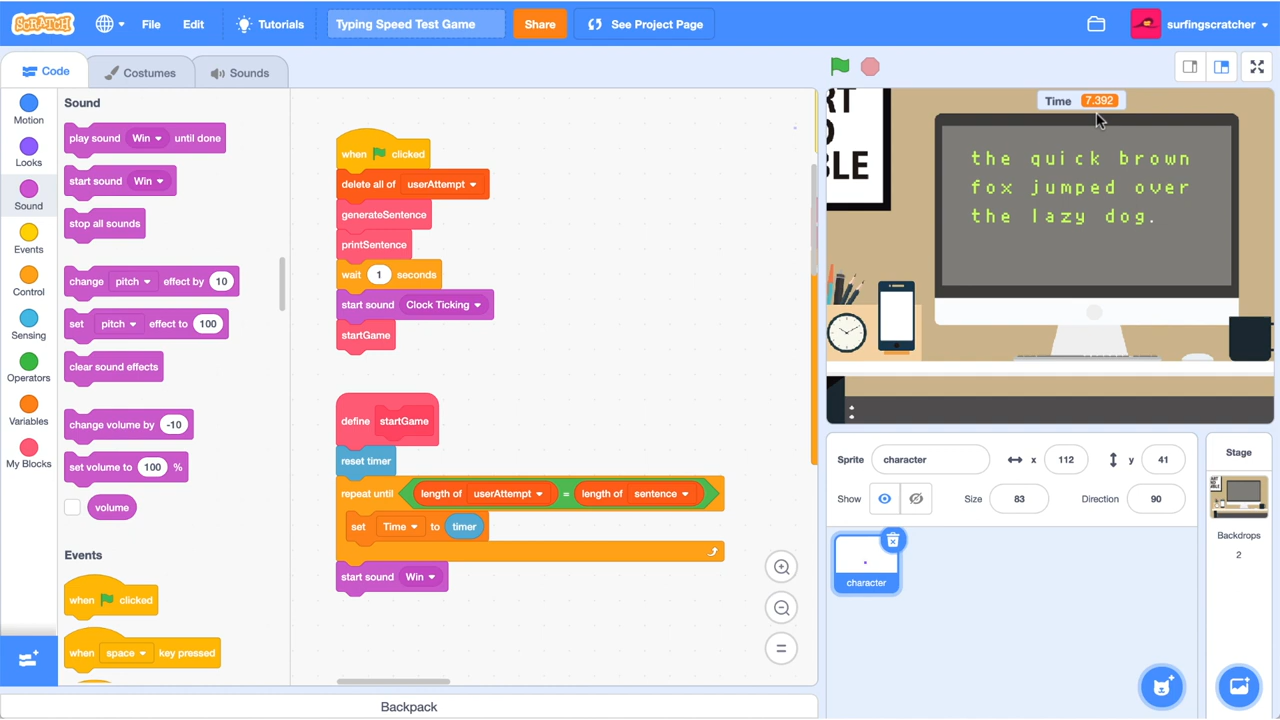 SCRATCH File Edit Tutorials Typing Speed Test Game Share See Project Page surfingscratcher
Code Costumes Sounds
Motion
Looks
Sound
Events
Control
Sensing
Operators
Variables
My Blocks
Sound
play sound Win until done
start sound Win
stop all sounds
change pitch effect by 10
set pitch effect to 100
clear sound effects
change volume by -10
set volume to 100 %
volume
Events
when clicked
when space key pressed
when clicked
delete all of userAttempt
generateSentence
printSentence
wait 1 seconds
start sound Clock Ticking
startGame
define startGame
reset timer
repeat until length of userAttempt = length of sentence
set Time to timer
start sound Win
Backpack
Time 7.392
the quick brown
fox jumped over
the lazy dog.
Sprite character x 112 y 41
Show Size 83 Direction 90
character
Stage
Backdrops
2